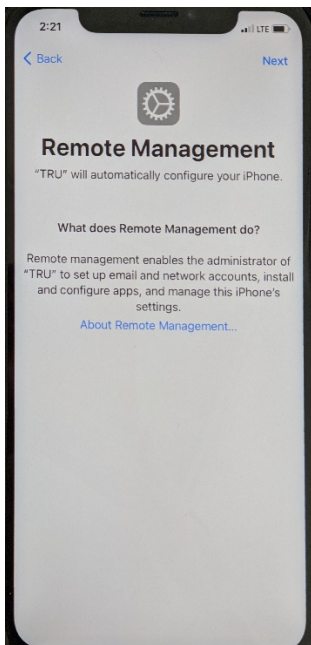 2:21
LTE
Back
Next
Remote Management
"TRU" will automatically configure your iPhone.
What does Remote Management do?
Remote management enables the administrator of
"TRU" to set up email and network accounts, install
and configure apps, and manage this iPhone's
settings.
About Remote Management...